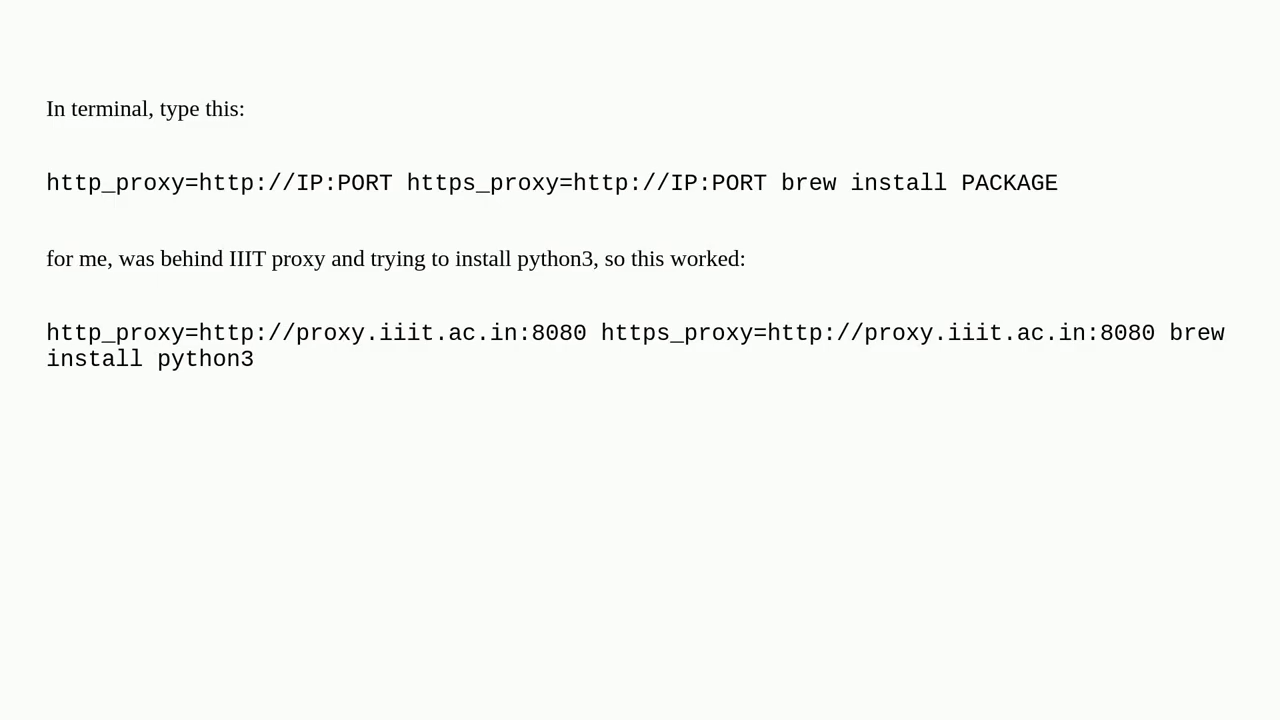 In terminal, type this:
http_proxy=http://IP:PORT https_proxy=http://IP:PORT brew install PACKAGE
for me, was behind IIIT proxy and trying to install python3, so this worked:
http_proxy=http://proxy.iiit.ac.in:8080 https_proxy=http://proxy.iiit.ac.in:8080 brew
install python3